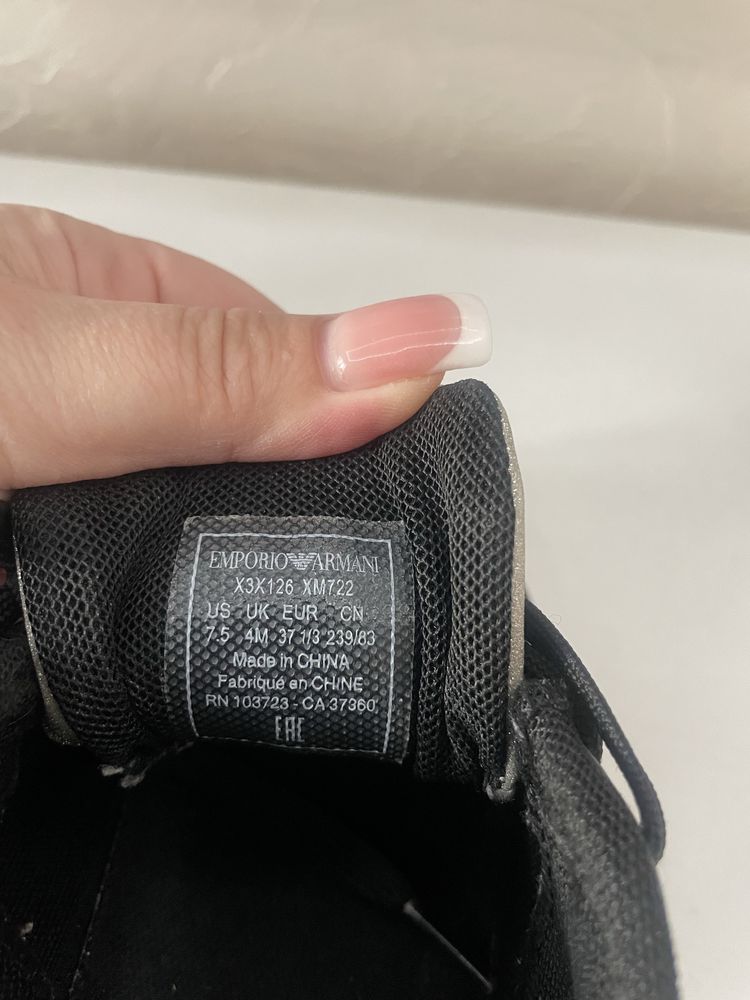 EMPORIO ARMANI
X3X126 XM722
US UK EUR CN
7.5 4M 37 1/3 239/83
Made in CHINA
Fabriqué en CHINE
RN 103723 - CA 37360
EAC